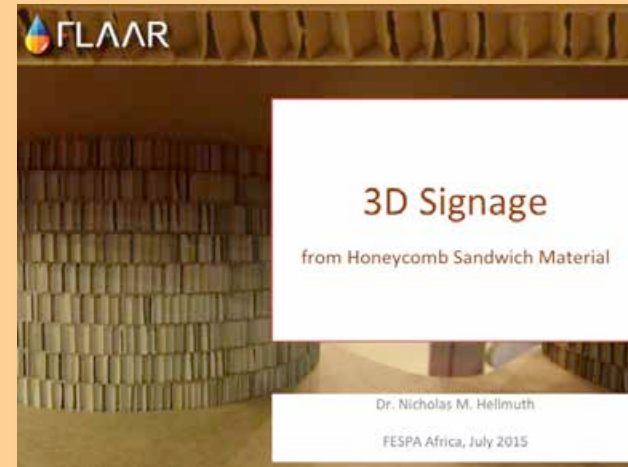 FLAAR
3D Signage
from Honeycomb Sandwich Material
Dr. Nicholas M. Hellmuth
FESPA Africa, July 2015